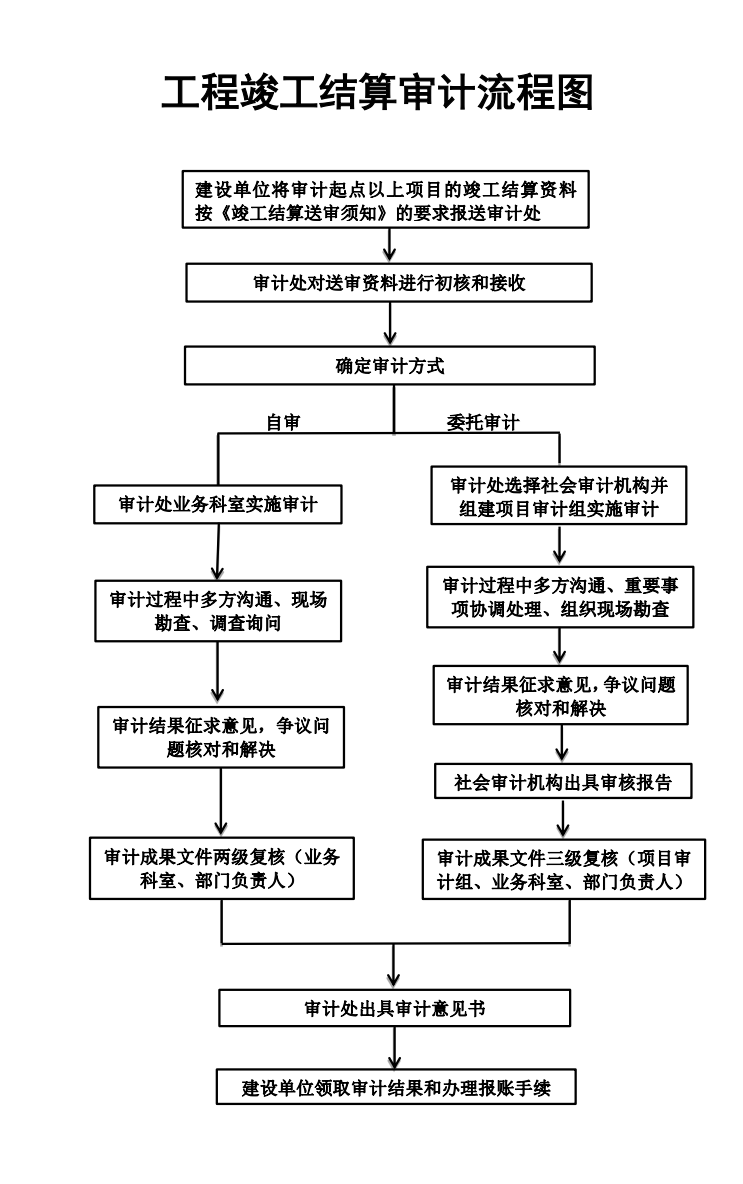 工程竣工结算审计流程图
建设单位将审计起点以上项目的竣工结算资料
按《竣工结算送审须知》的要求报送审计处
审计处对送审资料进行初核和接收
确定审计方式
自审
委托审计
审计处业务科室实施审计
审计过程中多方沟通、现场
勘查、调查询问
审计结果征求意见，争议问
题核对和解决
审计成果文件两级复核（业务
科室、部门负责人）
审计处选择社会审计机构并
组建项目审计组实施审计
审计过程中多方沟通、重要事
项协调处理、组织现场勘查
审计结果征求意见，争议问题
核对和解决
社会审计机构出具审核报告
审计成果文件三级复核（项目审
计组、业务科室、部门负责人）
审计处出具审计意见书
建设单位领取审计结果和办理报账手续